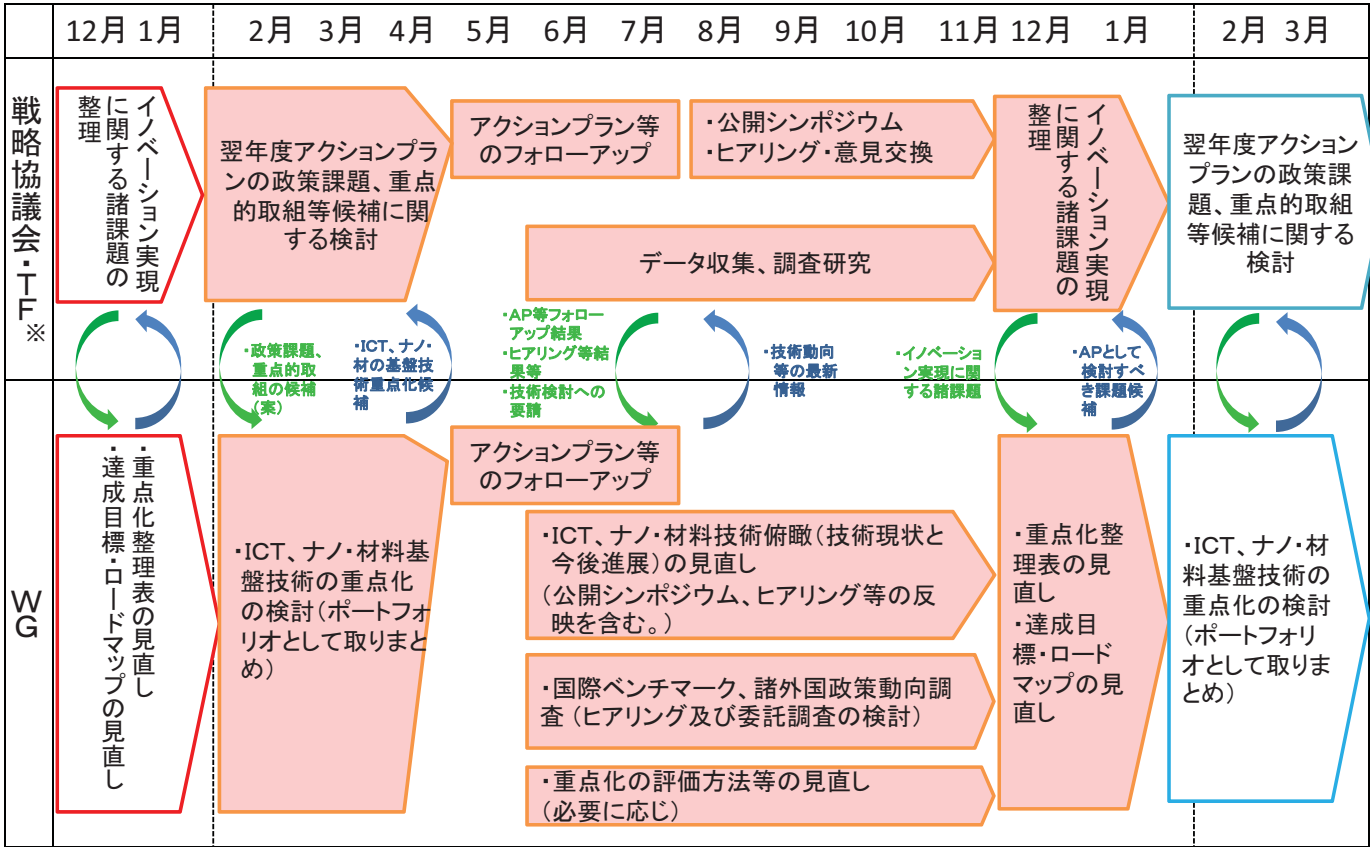 12月 1月 2月 3月 4月 5月 6月 7月 8月 9月 10月 11月 12月 1月 2月 3月
戦略協議会・TF※
イノベーション実現
に関する諸課題の
整理
翌年度アクションプラ
ンの政策課題、重点
的取組等候補に関
する検討
アクションプラン等
のフォローアップ
・公開シンポジウム
・ヒアリング・意見交換
データ収集、調査研究
イノベーション実現
に関する諸課題の
整理
翌年度アクション
プランの政策課
題、重点的取組
等候補に関する
検討
・政策課題、
重点的取
組の候補
(案)
・ICT、ナノ・
材の基盤技
術重点化候
補
・AP等フォロー
アップ結果
・ヒアリング等結
果等
・技術検討への
要請
・技術動向
等の最新
情報
・イノベーショ
ン実現に関
する諸課題
・APとして
検討すべ
き課題候
補
WG
・重点化整理表の見直し
・達成目標・ロードマップの見直し
・ICT、ナノ・材料基
盤技術の重点化
の検討(ポートフォ
リオとして取りまと
め)
アクションプラン等
のフォローアップ
・ICT、ナノ・材料技術俯瞰(技術現状と
今後進展)の見直し
(公開シンポジウム、ヒアリング等の反
映を含む。)
・国際ベンチマーク、諸外国政策動向調
査(ヒアリング及び委託調査の検討)
・重点化の評価方法等の見直し
(必要に応じ)
・重点化整
理表の見
直し
・達成目
標・ロード
マップの見
直し
・ICT、ナノ・材
料基盤技術の
重点化の検討
(ポートフォリ
オとして取りま
とめ)